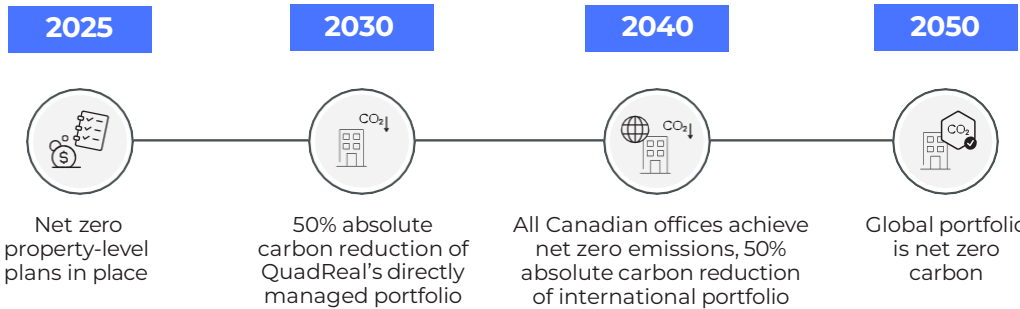 2025
2030
2040
2050
$
CO₂↓
CO₂↓
CO₂
Net zero
property-level
plans in place
50% absolute
carbon reduction of
QuadReal's directly
managed portfolio
All Canadian offices achieve
net zero emissions, 50%
absolute carbon reduction
of international portfolio
Global portfolio
is net zero
carbon